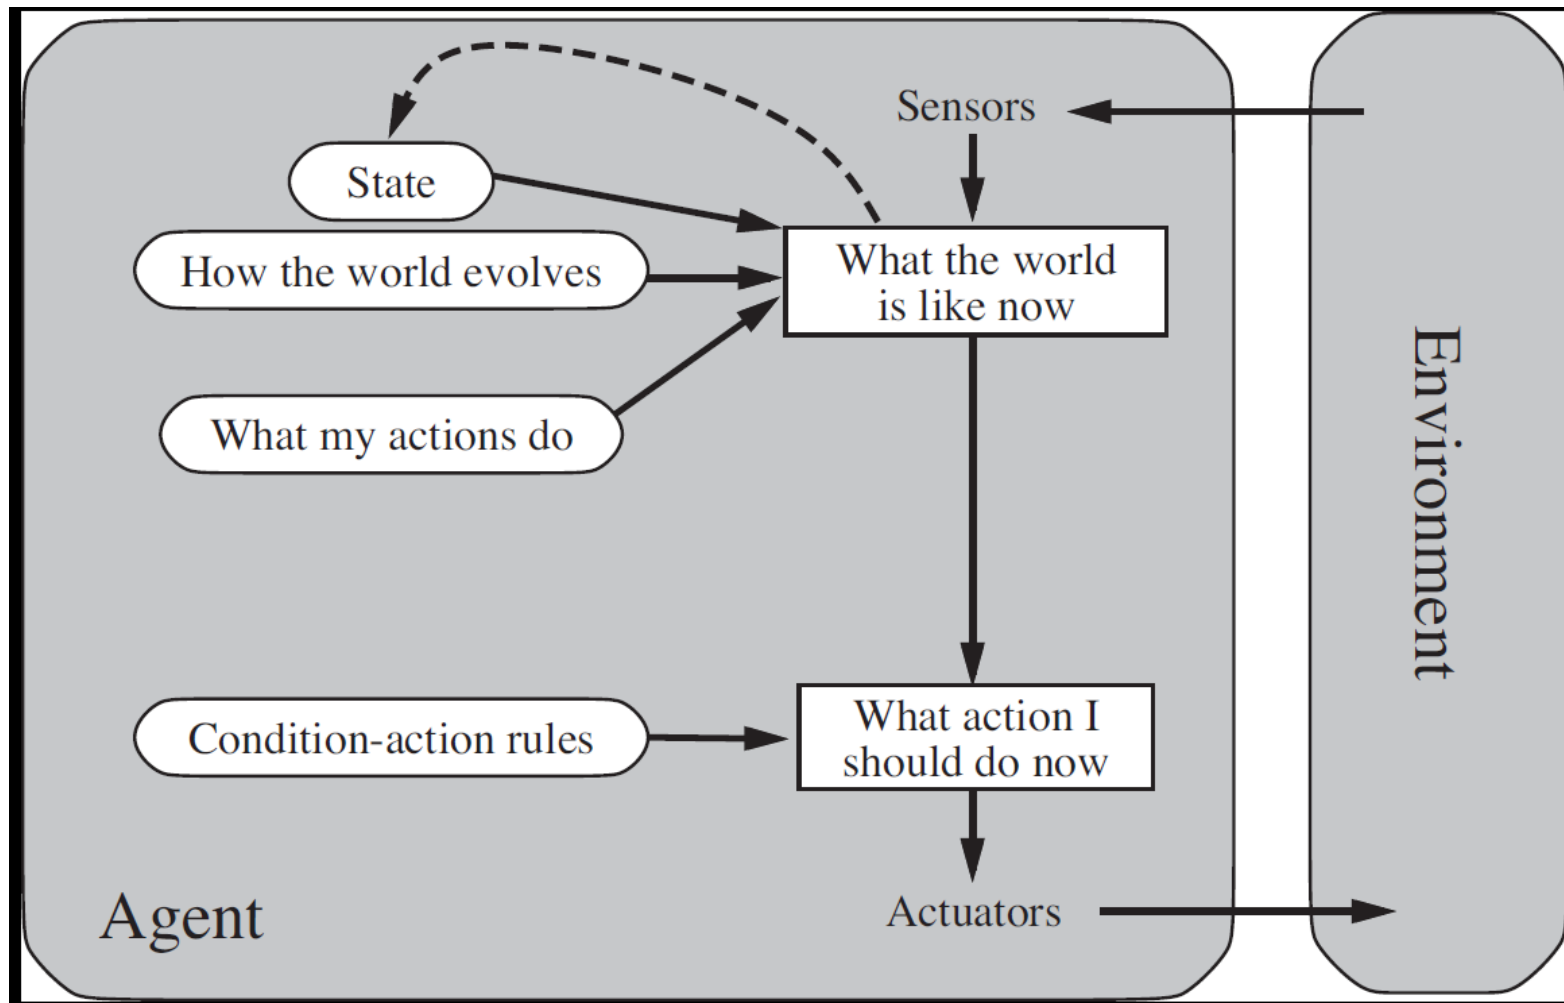 Sensors
State
What the world
is like now
How the world evolves
What my actions do
Environment
Condition-action rules
What action I
should do now
Agent
Actuators